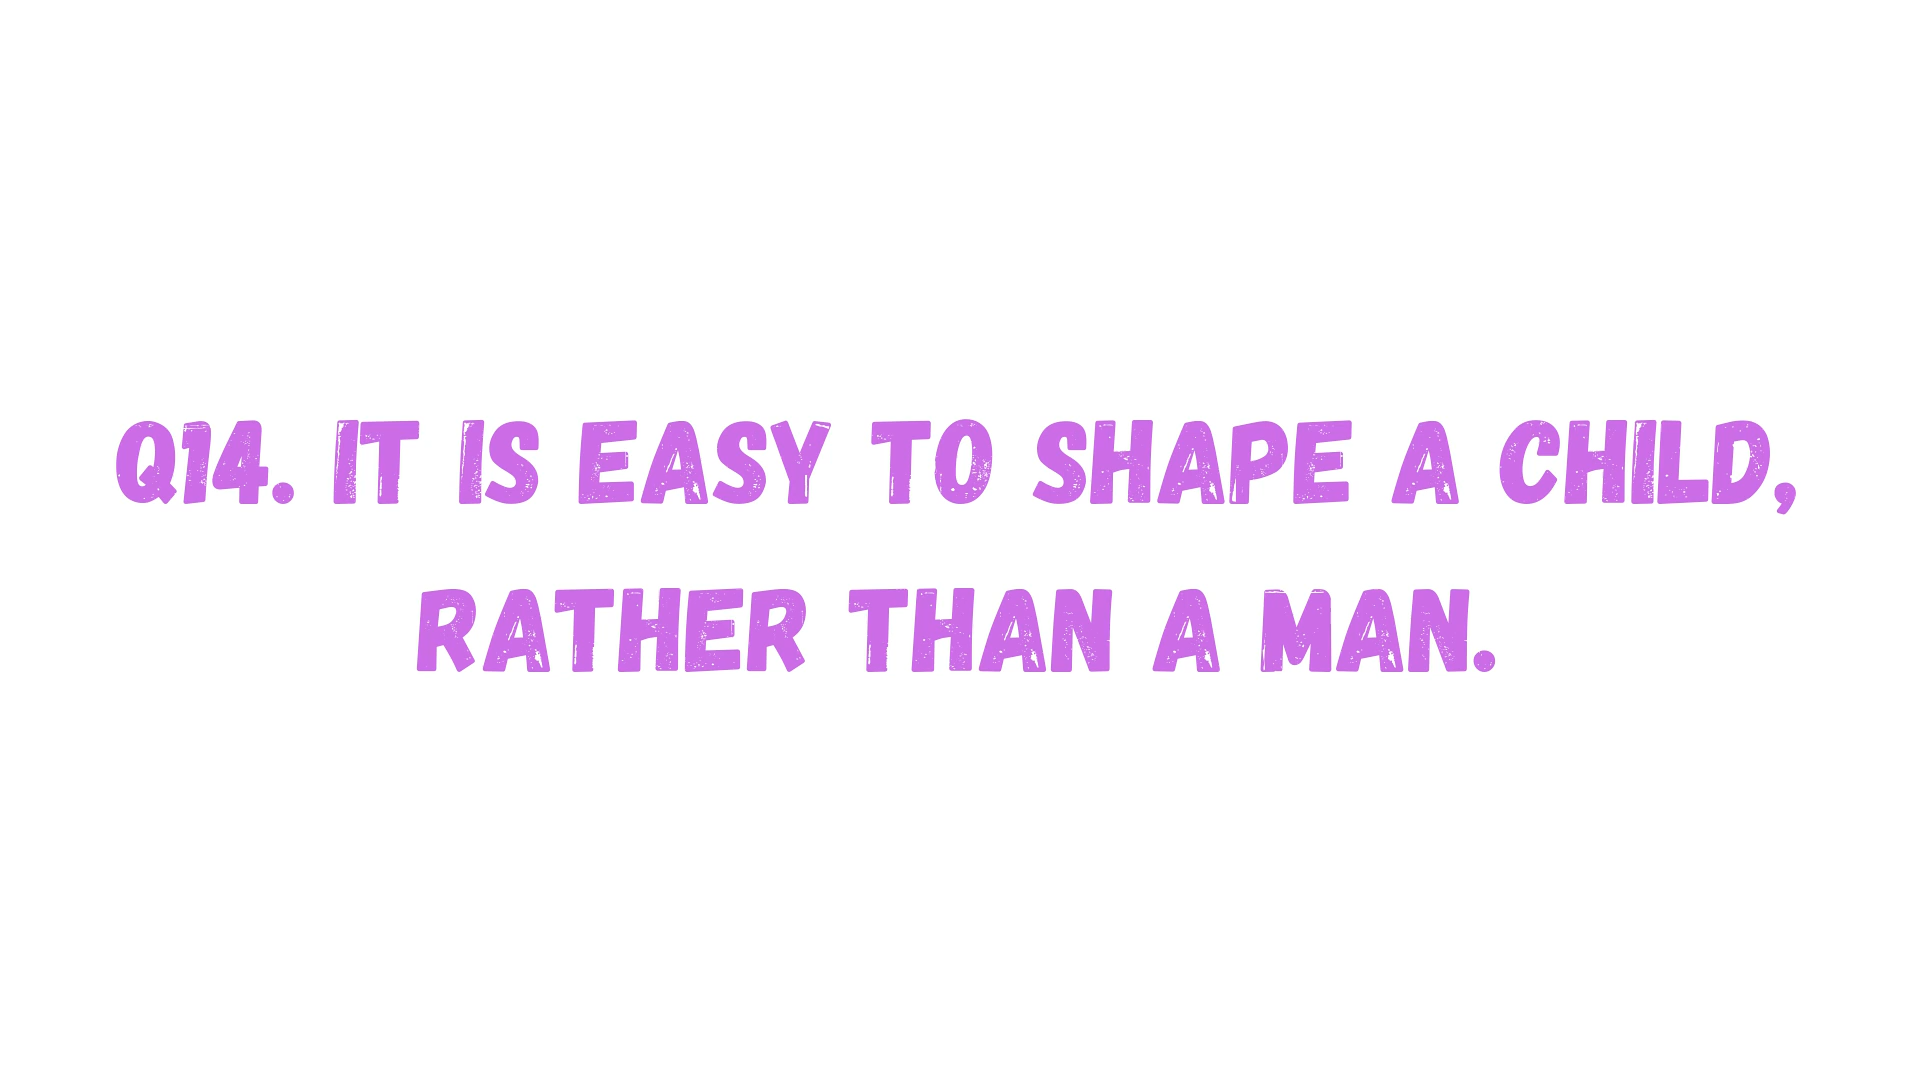 Q14. IT IS EASY TO SHAPE A CHILD,
RATHER THAN A MAN.